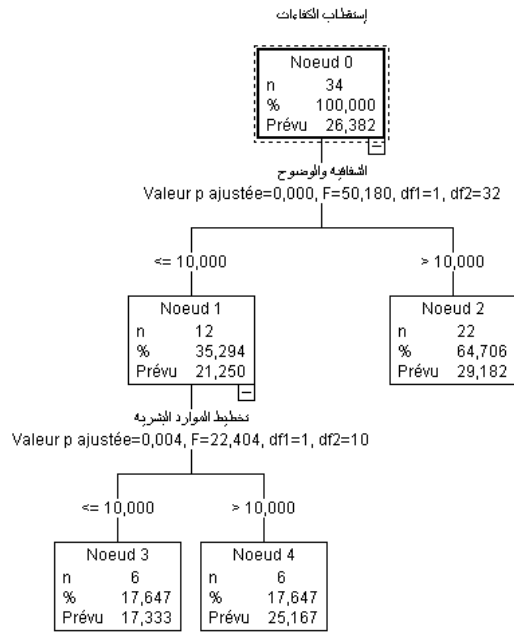 إستقطاب الكفاءات
Noeud 0
n 34
% 100,000
Prévu 26,382
الشفافيه والوضوح
Valeur p ajustée=0,000, F=50,180, df1=1, df2=32
<= 10,000 > 10,000
Noeud 1 Noeud 2
n 12 n 22
% 35,294 % 64,706
Prévu 21,250 Prévu 29,182
تخطيط الموارد البشريه
Valeur p ajustée=0,004, F=22,404, df1=1, df2=10
<= 10,000 > 10,000
Noeud 3 Noeud 4
n 6 n 6
% 17,647 % 17,647
Prévu 17,333 Prévu 25,167